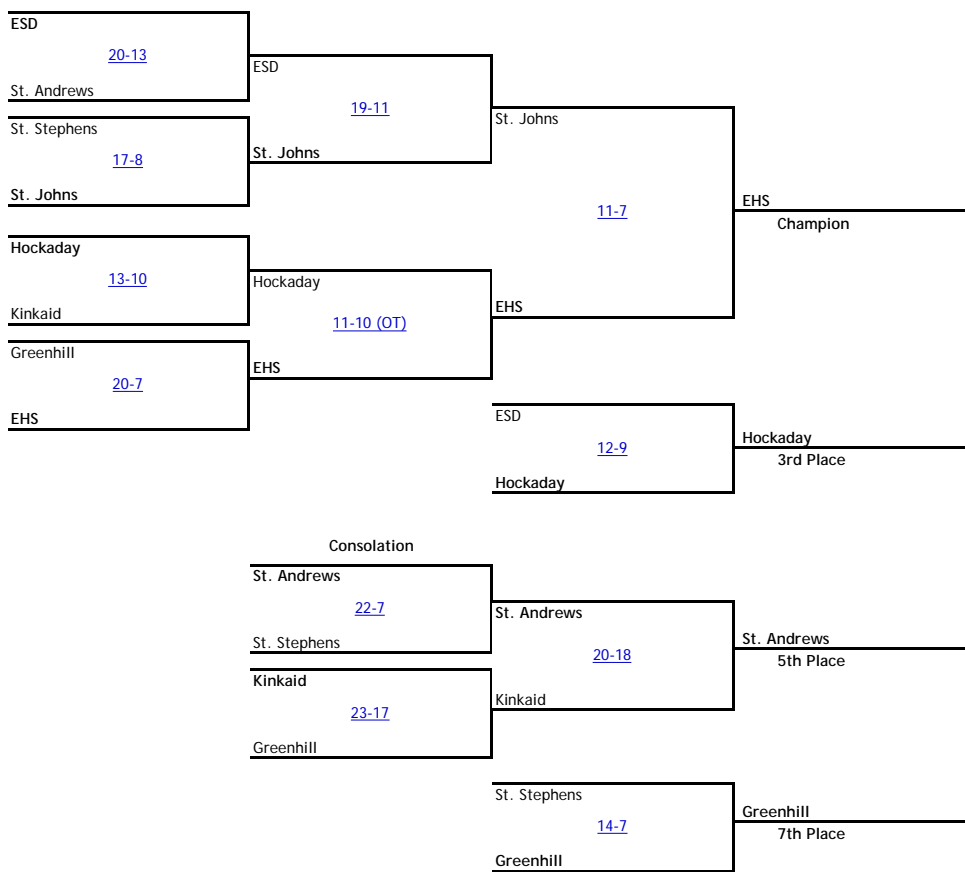 ESD
20-13
St. Andrews
St. Stephens
17-8
St. Johns
Hockaday
13-10
Kinkaid
Greenhill
20-7
EHS
ESD
19-11
St. Johns
Hockaday
11-10 (OT)
EHS
St. Johns
11-7
EHS
EHS
Champion
ESD
12-9
Hockaday
Hockaday
3rd Place
Consolation
St. Andrews
22-7
St. Stephens
Kinkaid
23-17
Greenhill
St. Andrews
20-18
Kinkaid
St. Andrews
5th Place
St. Stephens
14-7
Greenhill
Greenhill
7th Place